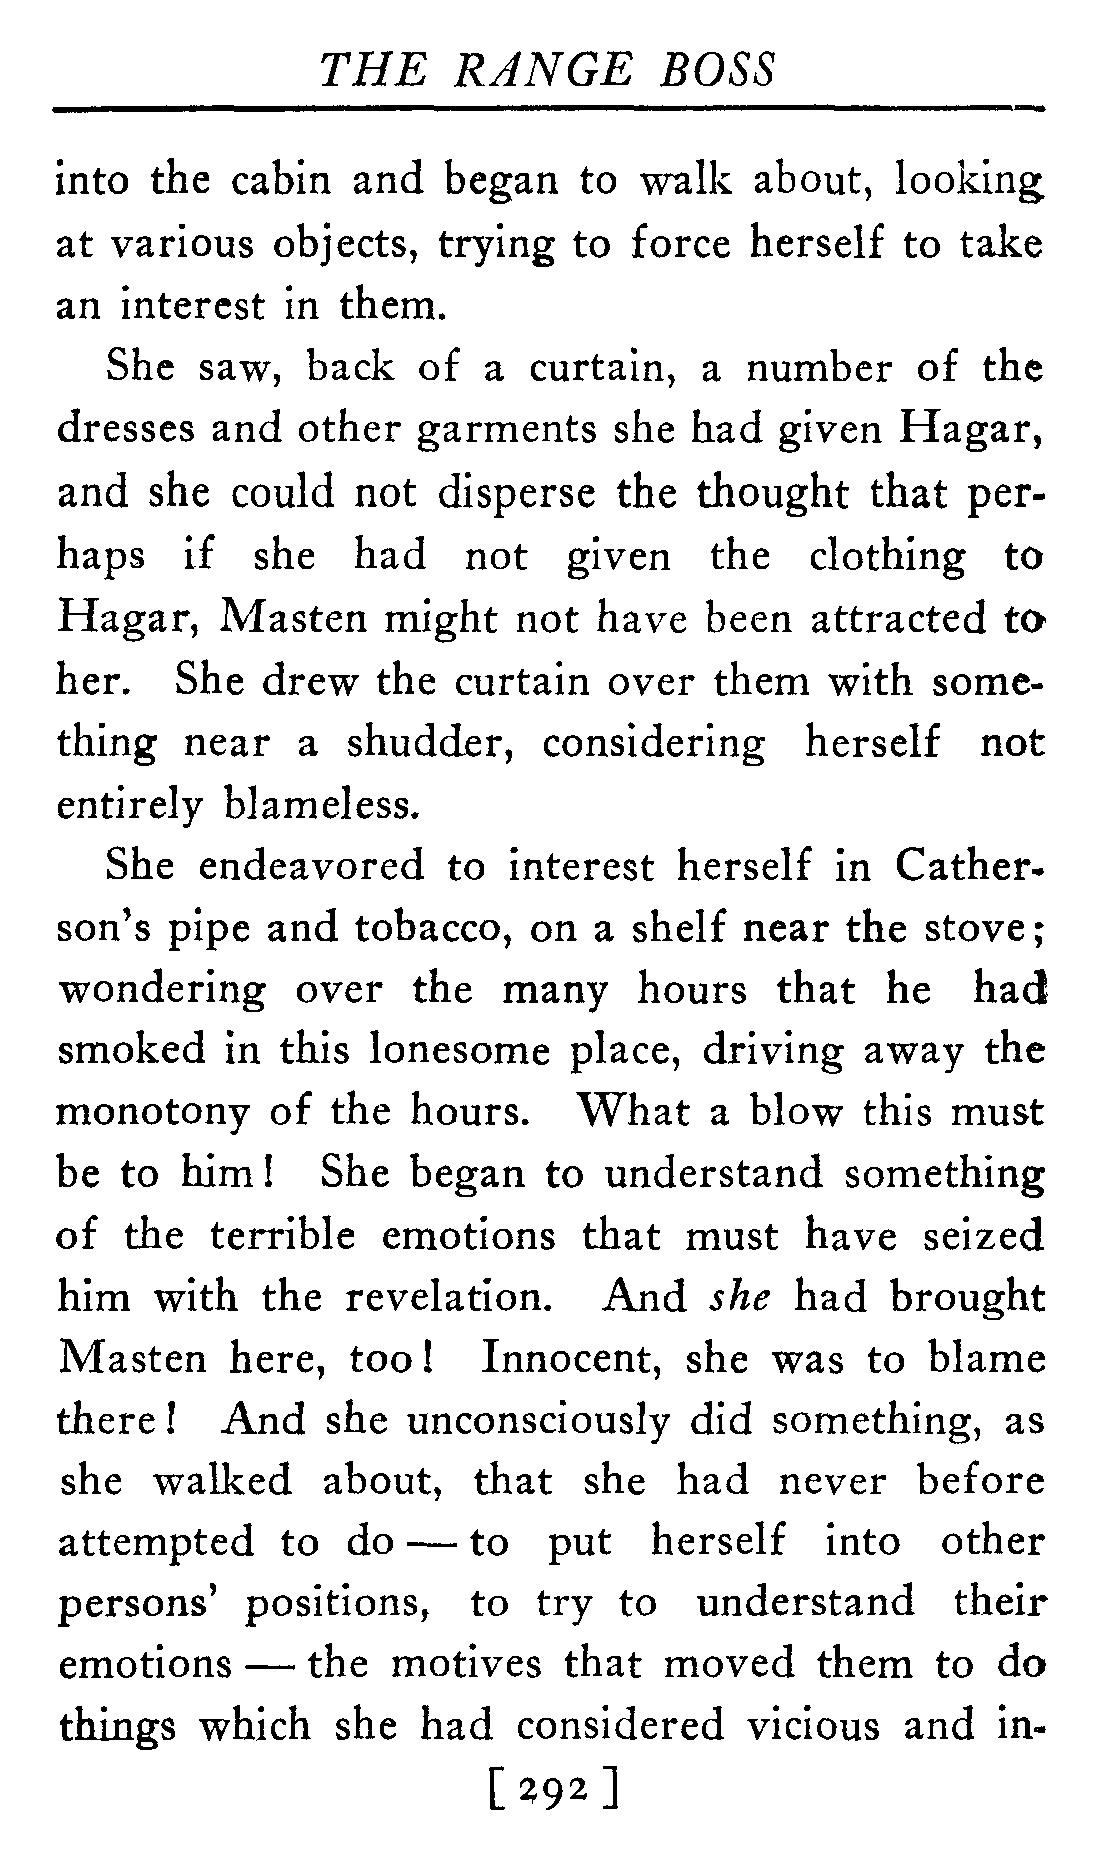 THE RANGE BOSS
into the cabin and began to walk about, looking
at various objects, trying to force herself to take
an interest in them.
She saw, back of a curtain, a number of the
dresses and other garments she had given Hagar,
and she could not disperse the thought that per-
haps if she had not given the clothing to
Hagar, Masten might not have been attracted to
her. She drew the curtain over them with some-
thing near a shudder, considering herself not
entirely blameless.
She endeavored to interest herself in Cather-
son's pipe and tobacco, on a shelf near the stove;
wondering over the many hours that he had
smoked in this lonesome place, driving away the
monotony of the hours. What a blow this must
be to him! She began to understand something
of the terrible emotions that must have seized
him with the revelation. And she had brought
Masten here, too! Innocent, she was to blame
there! And she unconsciously did something, as
she walked about, that she had never before
attempted to do — to put herself into other
persons' positions, to try to understand their
emotions — the motives that moved them to do
things which she had considered vicious and in-
[ 292 ]